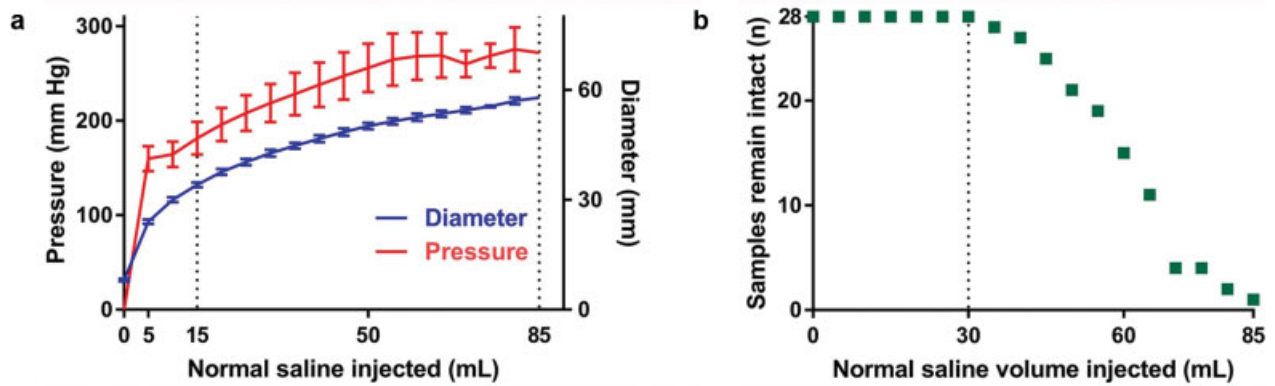 a
Pressure (mm Hg)
300
200
100
0
0 5 15 50 85
Normal saline injected (mL)
60
30
0
Diameter (mm)
Diameter
Pressure
b
Samples remain intact (n)
28
20
10
0
0 30 60 85
Normal saline volume injected (mL)